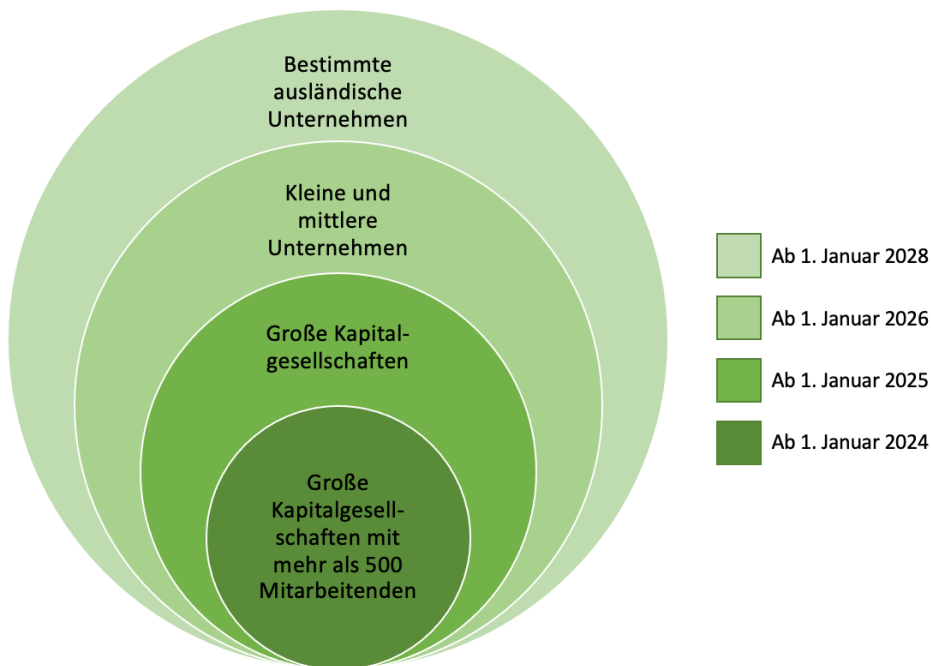 Bestimmte
ausländische
Unternehmen
Kleine und
mittlere
Unternehmen
Große Kapital-
gesellschaften
Große
Kapitalgesell-
schaften mit
mehr als 500
Mitarbeitenden
Ab 1. Januar 2028
Ab 1. Januar 2026
Ab 1. Januar 2025
Ab 1. Januar 2024